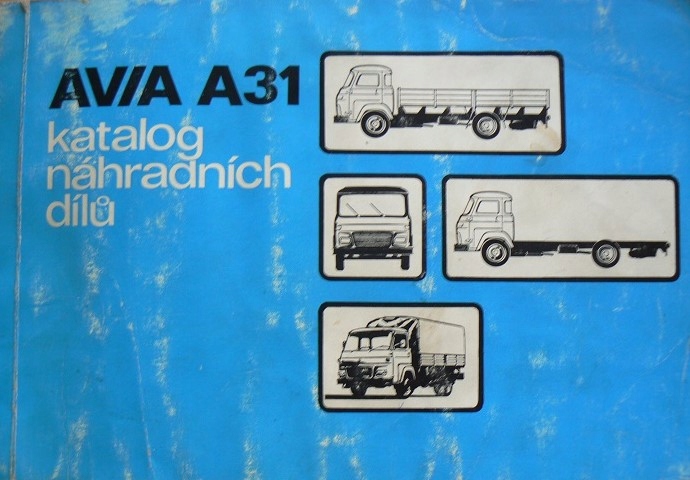 AVIA A31
katalog
náhradních
dílů